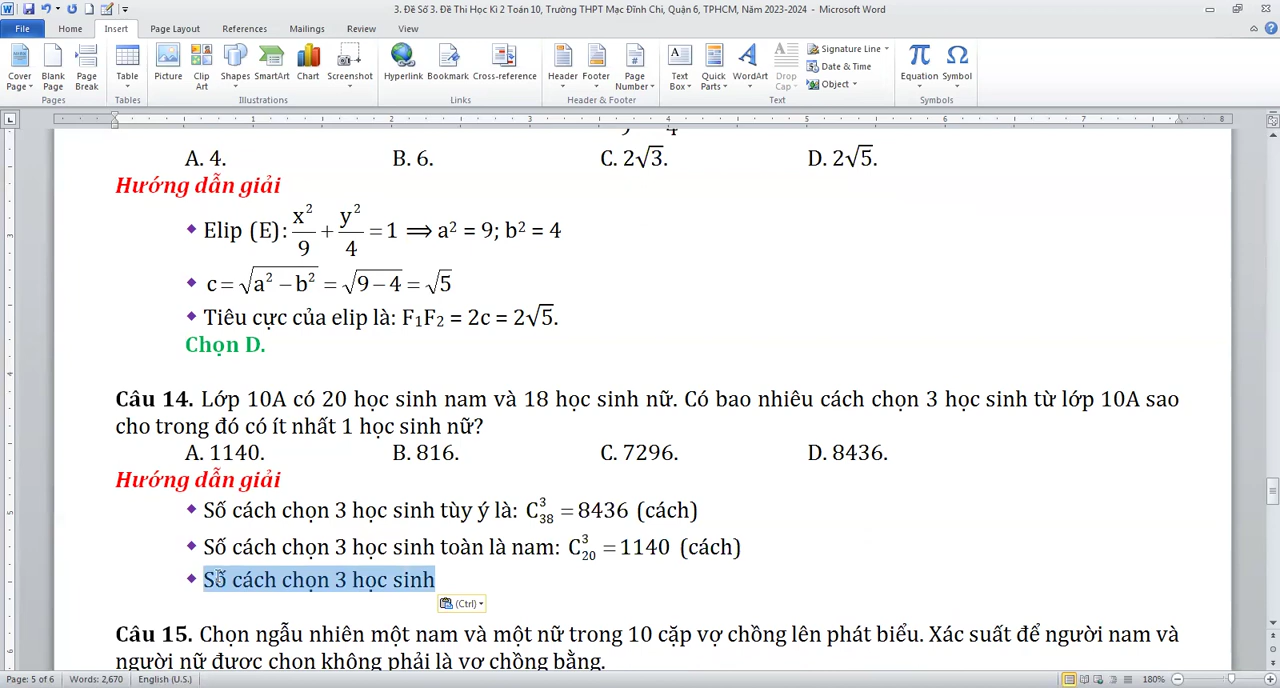 3. Đề Số 3. Đề Thi Học Kì 2 Toán 10, Trường THPT Mạc Đĩnh Chi, Quận 6, TPHCM, Năm 2023-2024 - Microsoft Word
File Home Insert Page Layout References Mailings Review View
Cover Page Blank Page Page Break Table Picture Clip Art Shapes SmartArt Chart Screenshot Hyperlink Bookmark Cross-reference Header Footer Page Number Text Box Quick Parts WordArt Drop Cap Signature Line Date & Time Object Equation Symbol
Pages Tables Illustrations Links Header & Footer Text Symbols
1 2 3 4 5 6 7 8
A. 4. B. 6. C. 2√3. D. 2√5.
Hướng dẫn giải
Elip (E): x²/9 + y²/4 = 1 ⟹ a² = 9; b² = 4
c = √(a² − b²) = √(9 − 4) = √5
Tiêu cực của elip là: F₁F₂ = 2c = 2√5.
Chọn D.
Câu 14. Lớp 10A có 20 học sinh nam và 18 học sinh nữ. Có bao nhiêu cách chọn 3 học sinh từ lớp 10A sao
cho trong đó có ít nhất 1 học sinh nữ?
A. 1140. B. 816. C. 7296. D. 8436.
Hướng dẫn giải
Số cách chọn 3 học sinh tùy ý là: C³₃₈ = 8436 (cách)
Số cách chọn 3 học sinh toàn là nam: C³₂₀ = 1140 (cách)
Số cách chọn 3 học sinh
(Ctrl)
Câu 15. Chọn ngẫu nhiên một nam và một nữ trong 10 cặp vợ chồng lên phát biểu. Xác suất để người nam và
người nữ được chọn không phải là vợ chồng bằng.
Page: 5 of 6 Words: 2,670 English (U.S.) 180%